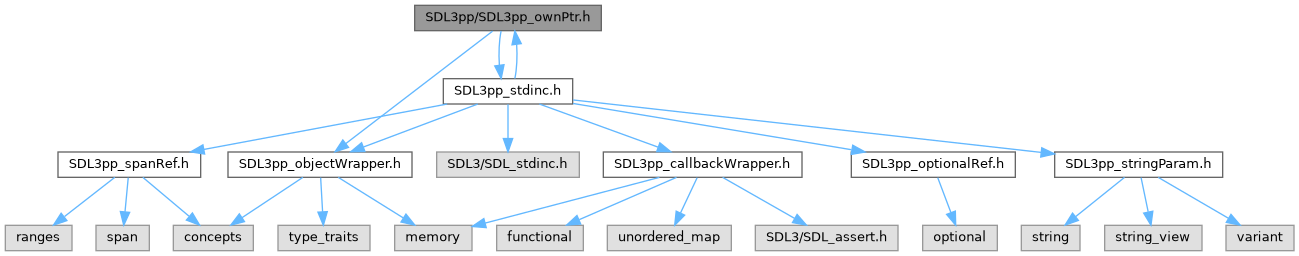 SDL3pp/SDL3pp_ownPtr.h
SDL3pp_stdinc.h
SDL3pp_spanRef.h
SDL3pp_objectWrapper.h
SDL3/SDL_stdinc.h
SDL3pp_callbackWrapper.h
SDL3pp_optionalRef.h
SDL3pp_stringParam.h
ranges
span
concepts
type_traits
memory
functional
unordered_map
SDL3/SDL_assert.h
optional
string
string_view
variant